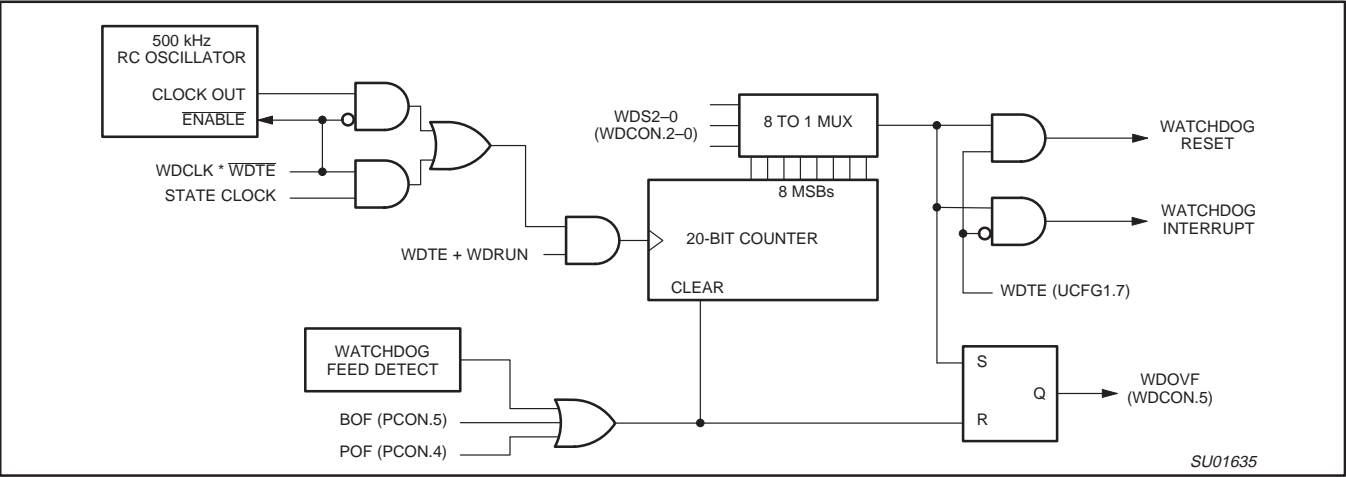 500 kHz
RC OSCILLATOR
CLOCK OUT
E̅N̅A̅B̅L̅E̅
WDCLK * W̅D̅T̅E̅
STATE CLOCK
WDTE + WDRUN
WDS2–0
(WDCON.2–0)
8 TO 1 MUX
8 MSBs
20-BIT COUNTER
CLEAR
WATCHDOG
RESET
WATCHDOG
INTERRUPT
WDTE (UCFG1.7)
WATCHDOG
FEED DETECT
BOF (PCON.5)
POF (PCON.4)
S
Q
R
WDOVF
(WDCON.5)
SU01635